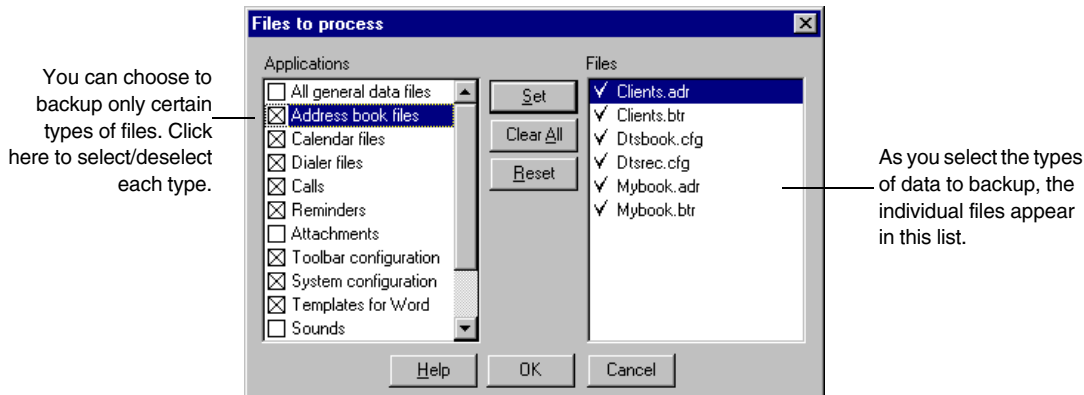 Files to process
You can choose to
backup only certain
types of files. Click
here to select/deselect
each type.
Applications
All general data files
Address book files
Calendar files
Dialer files
Calls
Reminders
Attachments
Toolbar configuration
System configuration
Templates for Word
Sounds
Set
Clear All
Reset
Files
Clients.adr
Clients.btr
Dtsbook.cfg
Dtsrec.cfg
Mybook.adr
Mybook.btr
As you select the types
of data to backup, the
individual files appear
in this list.
Help
OK
Cancel